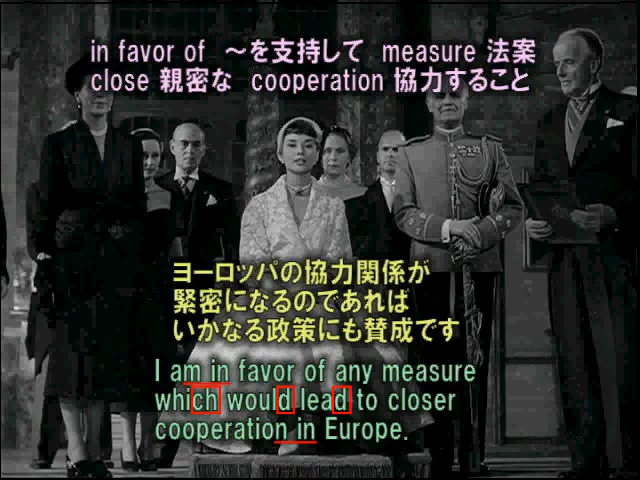 in favor of ～を支持して measure 法案
close 親密な cooperation 協力すること
ヨーロッパの協力関係が
緊密になるのであれば
いかなる政策にも賛成です
I am in favor of any measure
which would lead to closer
cooperation in Europe.